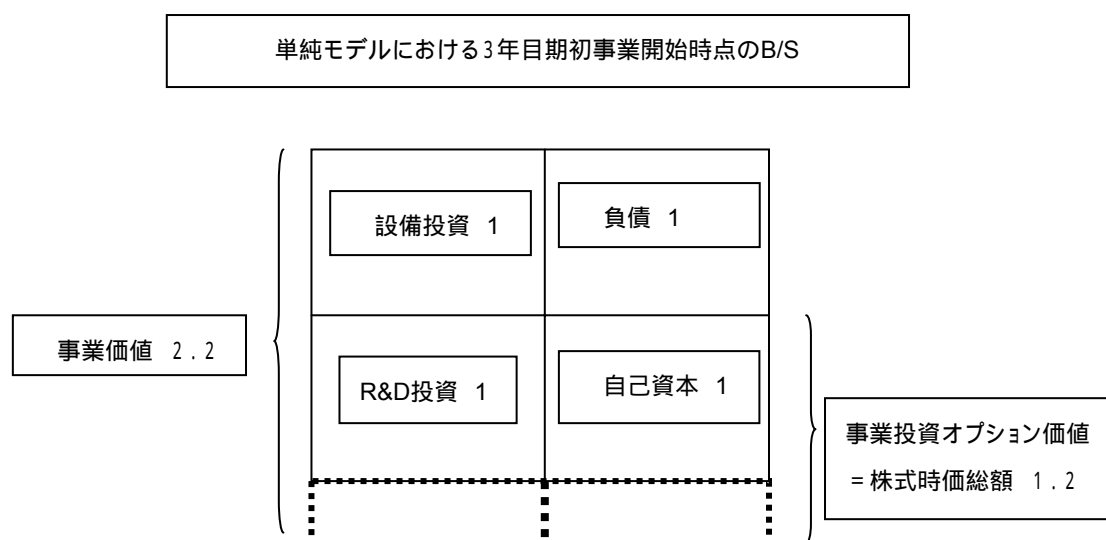 単純モデルにおける3年目期初事業開始時点のB/S
設備投資 1
負債 1
事業価値 2.2
R&D投資 1
自己資本 1
事業投資オプション価値
=株式時価総額 1.2